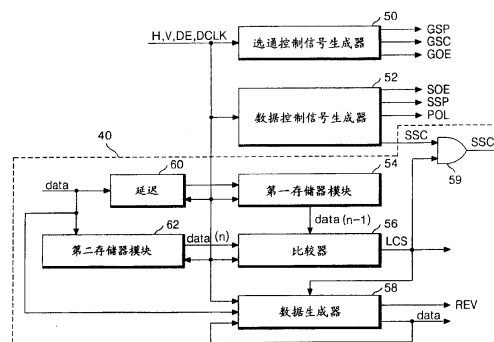 50
GSP
H,V,DE,DCLK
选通控制信号生成器
GSC
GOE
52
SOE
数据控制信号生成器
SSP
POL
40
SSC
SSC
60
54
59
data
延迟
第一存储器模块
62
data(n-1)
56
第二存储器模块
data(n)
比较器
LCS
58
数据生成器
REV
data